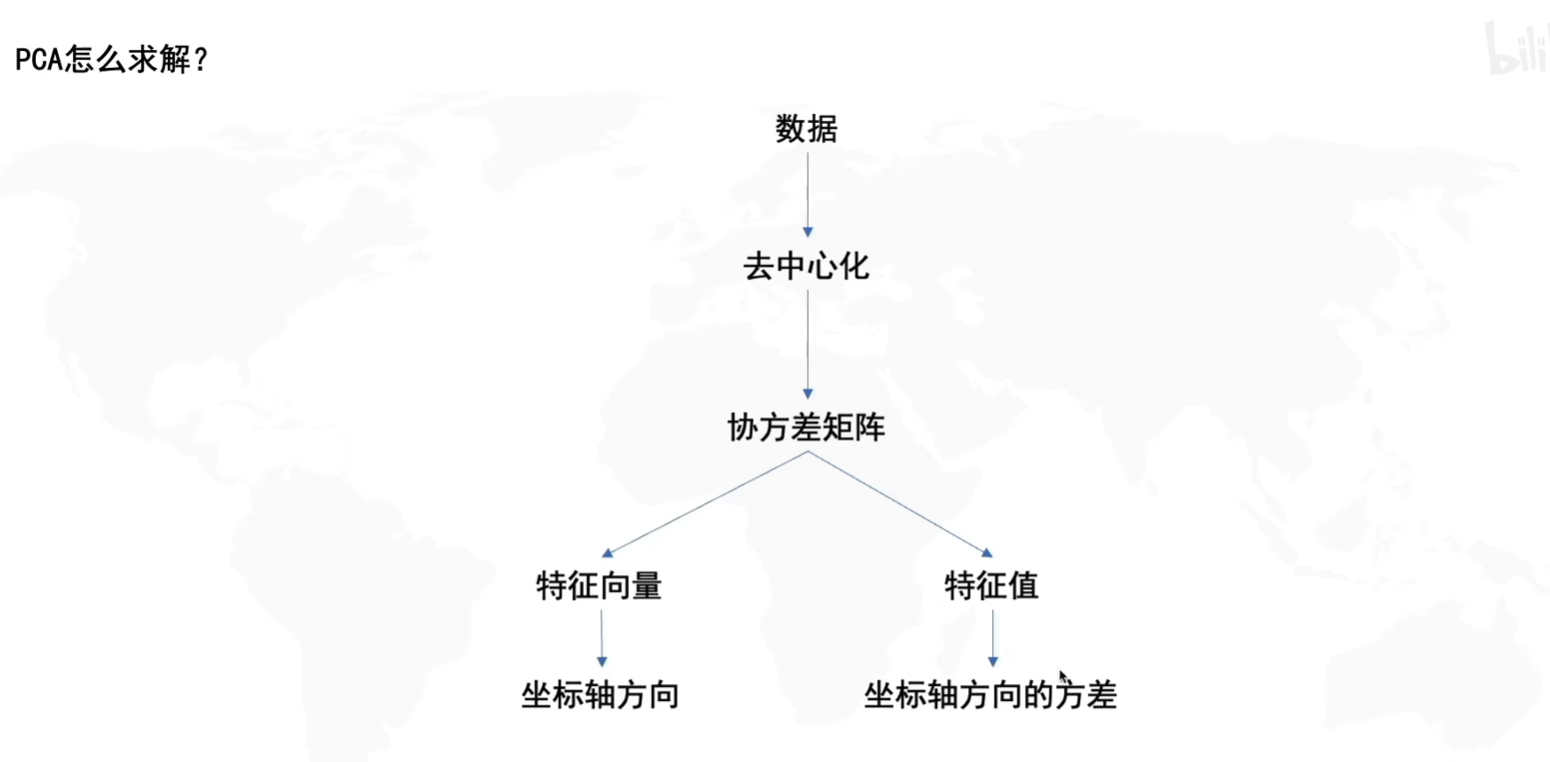 PCA怎么求解?
bili
数据
去中心化
协方差矩阵
特征向量
特征值
坐标轴方向
坐标轴方向的方差